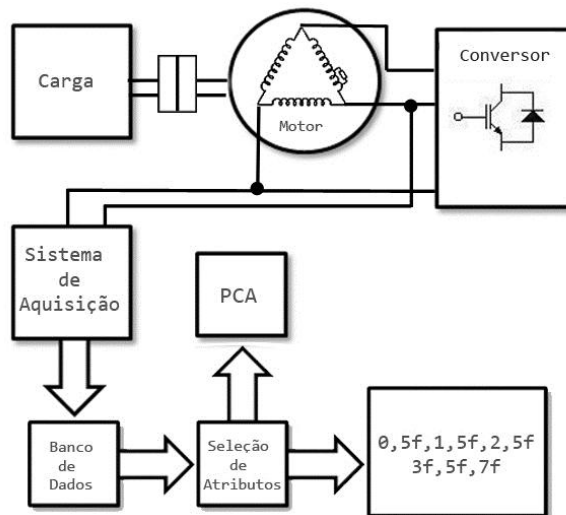 Carga
Motor
Conversor
Sistema
de
Aquisição
PCA
Banco
de
Dados
Seleção
de
Atributos
0,5f,1,5f,2,5f
3f,5f,7f